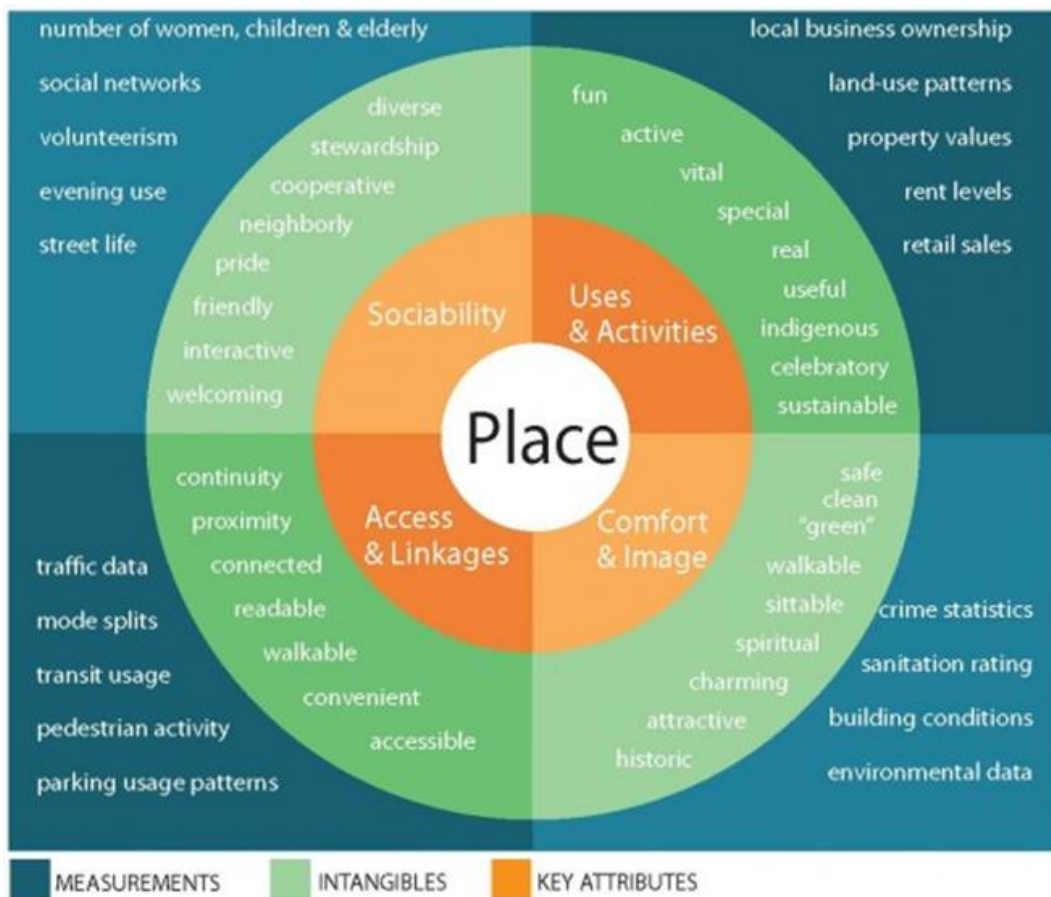 number of women, children & elderly
social networks
volunteerism
evening use
street life
diverse
stewardship
cooperative
neighborly
pride
friendly
interactive
welcoming
Sociability
fun
active
vital
special
real
useful
indigenous
celebratory
sustainable
Uses
& Activities
local business ownership
land-use patterns
property values
rent levels
retail sales
Place
continuity
proximity
connected
readable
walkable
convenient
accessible
Access
& Linkages
traffic data
mode splits
transit usage
pedestrian activity
parking usage patterns
Comfort
& Image
safe
clean
"green"
walkable
sittable
spiritual
charming
attractive
historic
crime statistics
sanitation rating
building conditions
environmental data
MEASUREMENTS
INTANGIBLES
KEY ATTRIBUTES